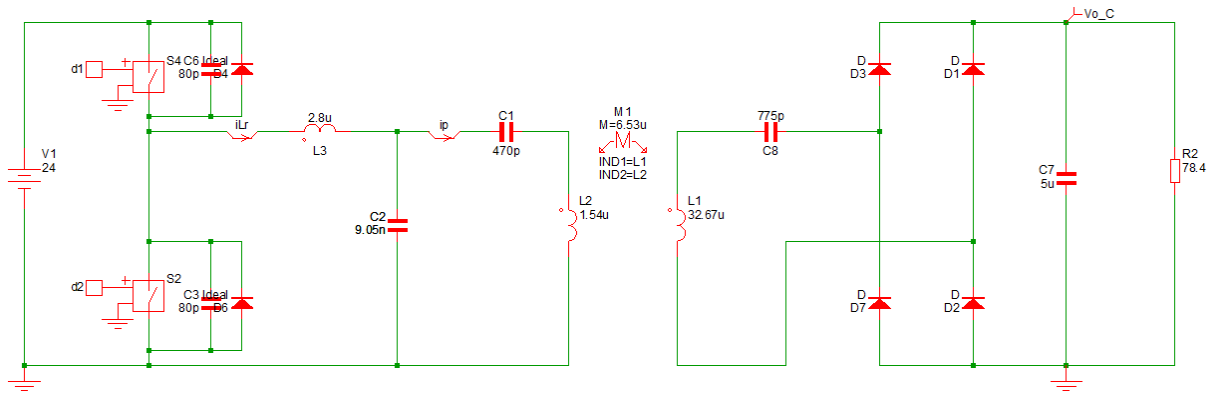 Vo_C
d1
S4
C6
Ideal
80p
D4
D
D3
D
D1
iLr
2.8u
L3
ip
C1
470p
M1
M=6.53u
IND1=L1
IND2=L2
775p
C8
V1
24
C2
9.05n
L2
1.54u
L1
32.67u
C7
5u
R2
78.4
d2
S2
C3
Ideal
80p
D6
D
D7
D
D2